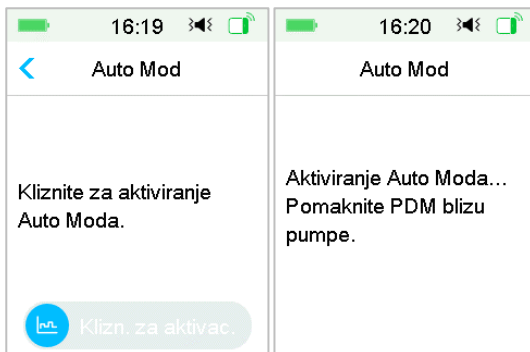 16:19
Auto Mod
Kliznite za aktiviranje
Auto Moda.
Klizn. za aktivac.
16:20
Auto Mod
Aktiviranje Auto Moda...
Pomaknite PDM blizu
pumpe.